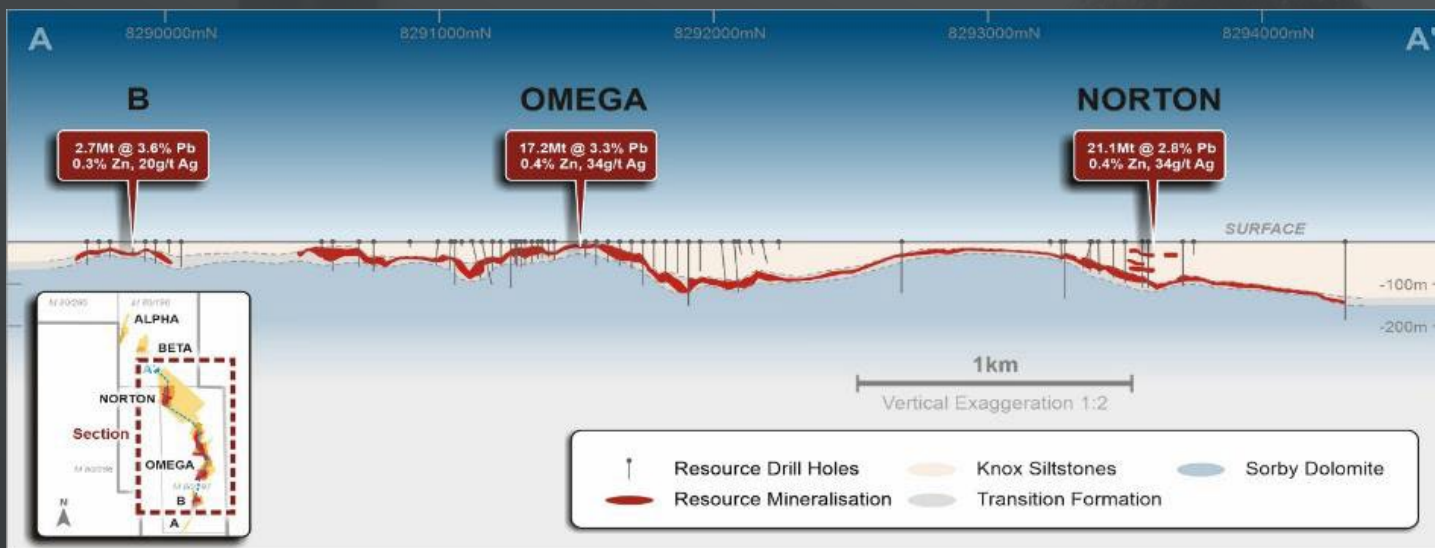 A
8290000mN
8291000mN
8292000mN
8293000mN
8294000mN
A'
B
OMEGA
NORTON
2.7Mt @ 3.6% Pb
0.3% Zn, 20g/t Ag
17.2Mt @ 3.3% Pb
0.4% Zn, 34g/t Ag
21.1Mt @ 2.8% Pb
0.4% Zn, 34g/t Ag
SURFACE
-100m
-200m
ALPHA
BETA
A'
NORTON
Section
OMEGA
B
A
N
1km
Vertical Exaggeration 1:2
Resource Drill Holes
Knox Siltstones
Sorby Dolomite
Resource Mineralisation
Transition Formation